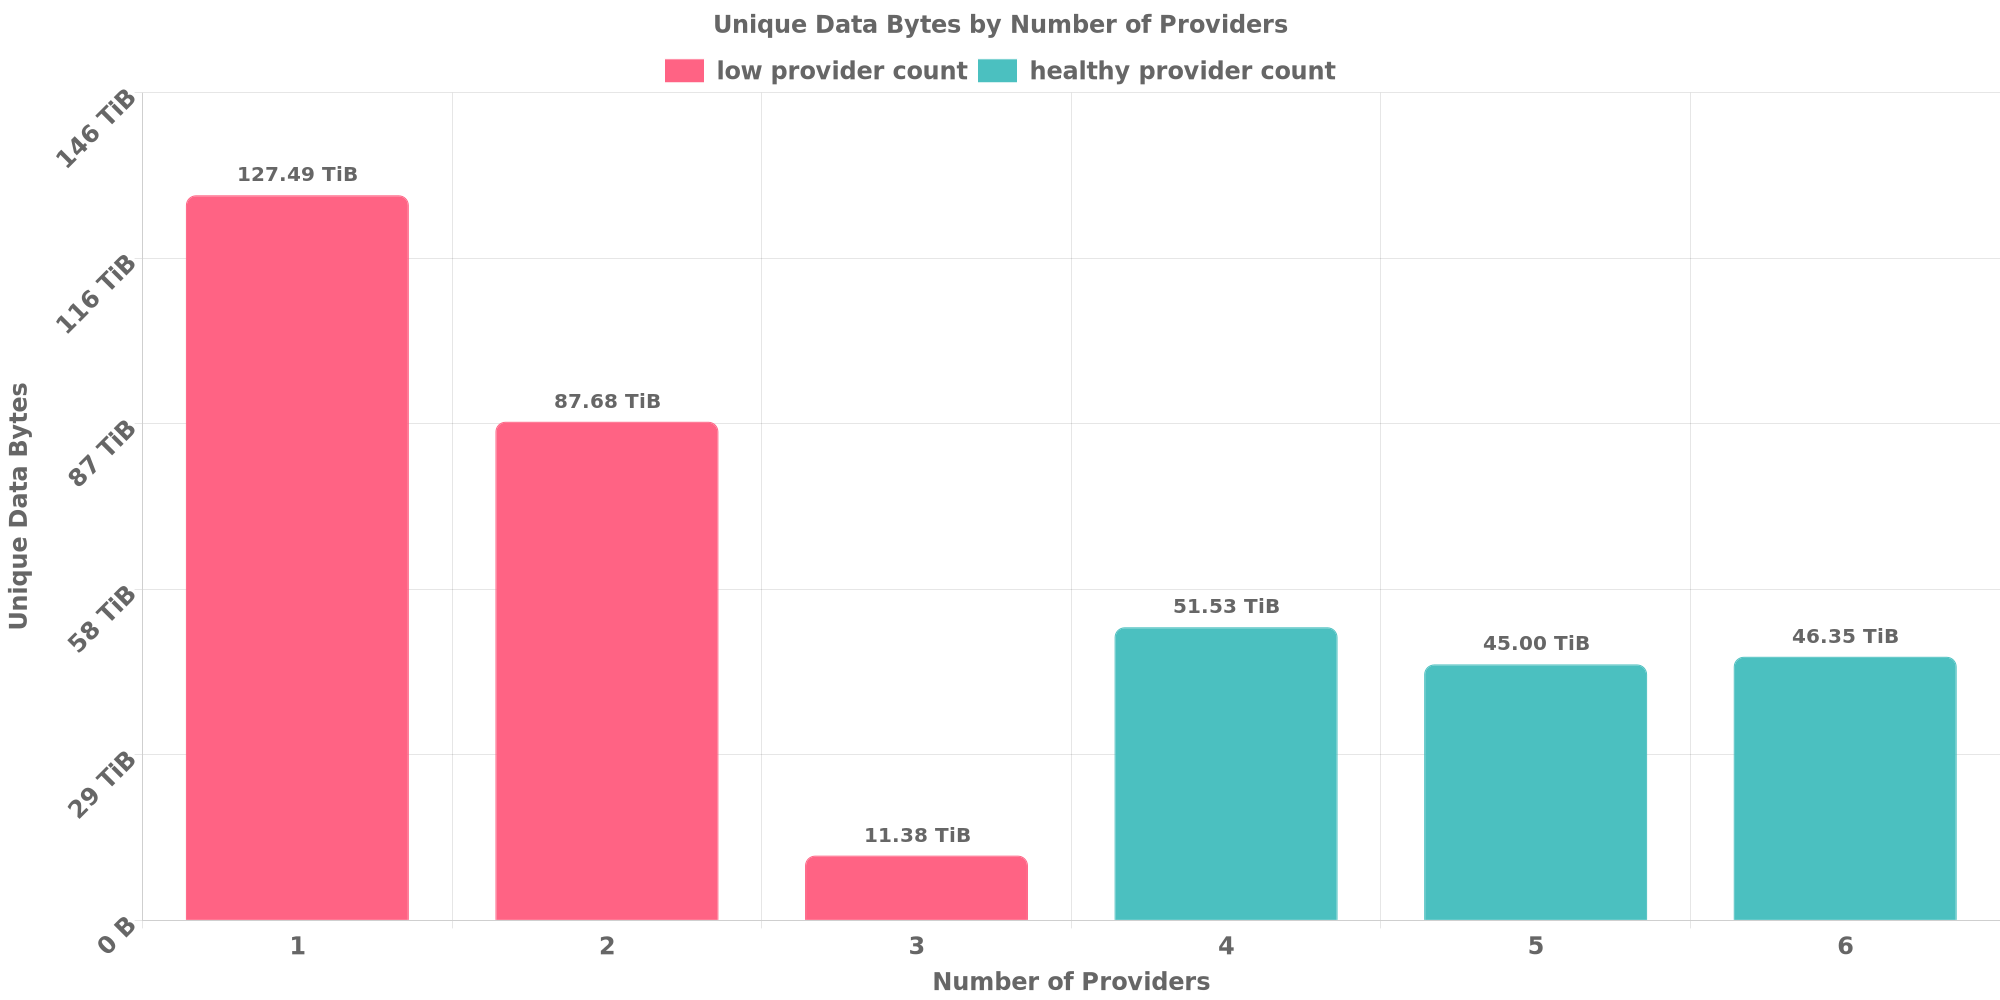 Unique Data Bytes by Number of Providers
low provider count healthy provider count
146 TiB
116 TiB
87 TiB
58 TiB
29 TiB
0 B
Unique Data Bytes
127.49 TiB
87.68 TiB
11.38 TiB
51.53 TiB
45.00 TiB
46.35 TiB
1 2 3 4 5 6
Number of Providers